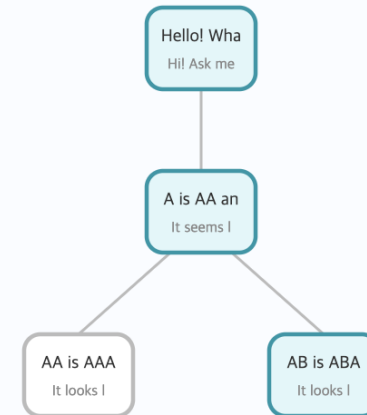 Hello! Wha
Hi! Ask me
A is AA an
It seems l
AA is AAA
It looks l
AB is ABA
It looks l